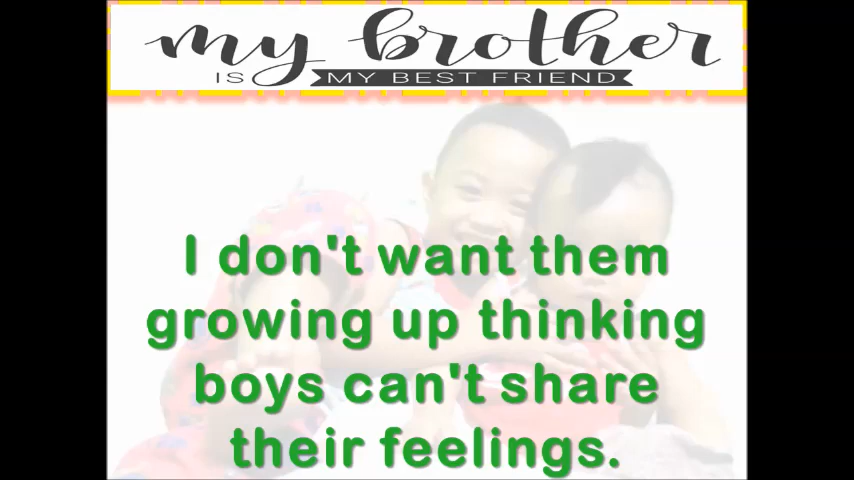 my brother
IS MY BEST FRIEND
I don't want them
growing up thinking
boys can't share
their feelings.